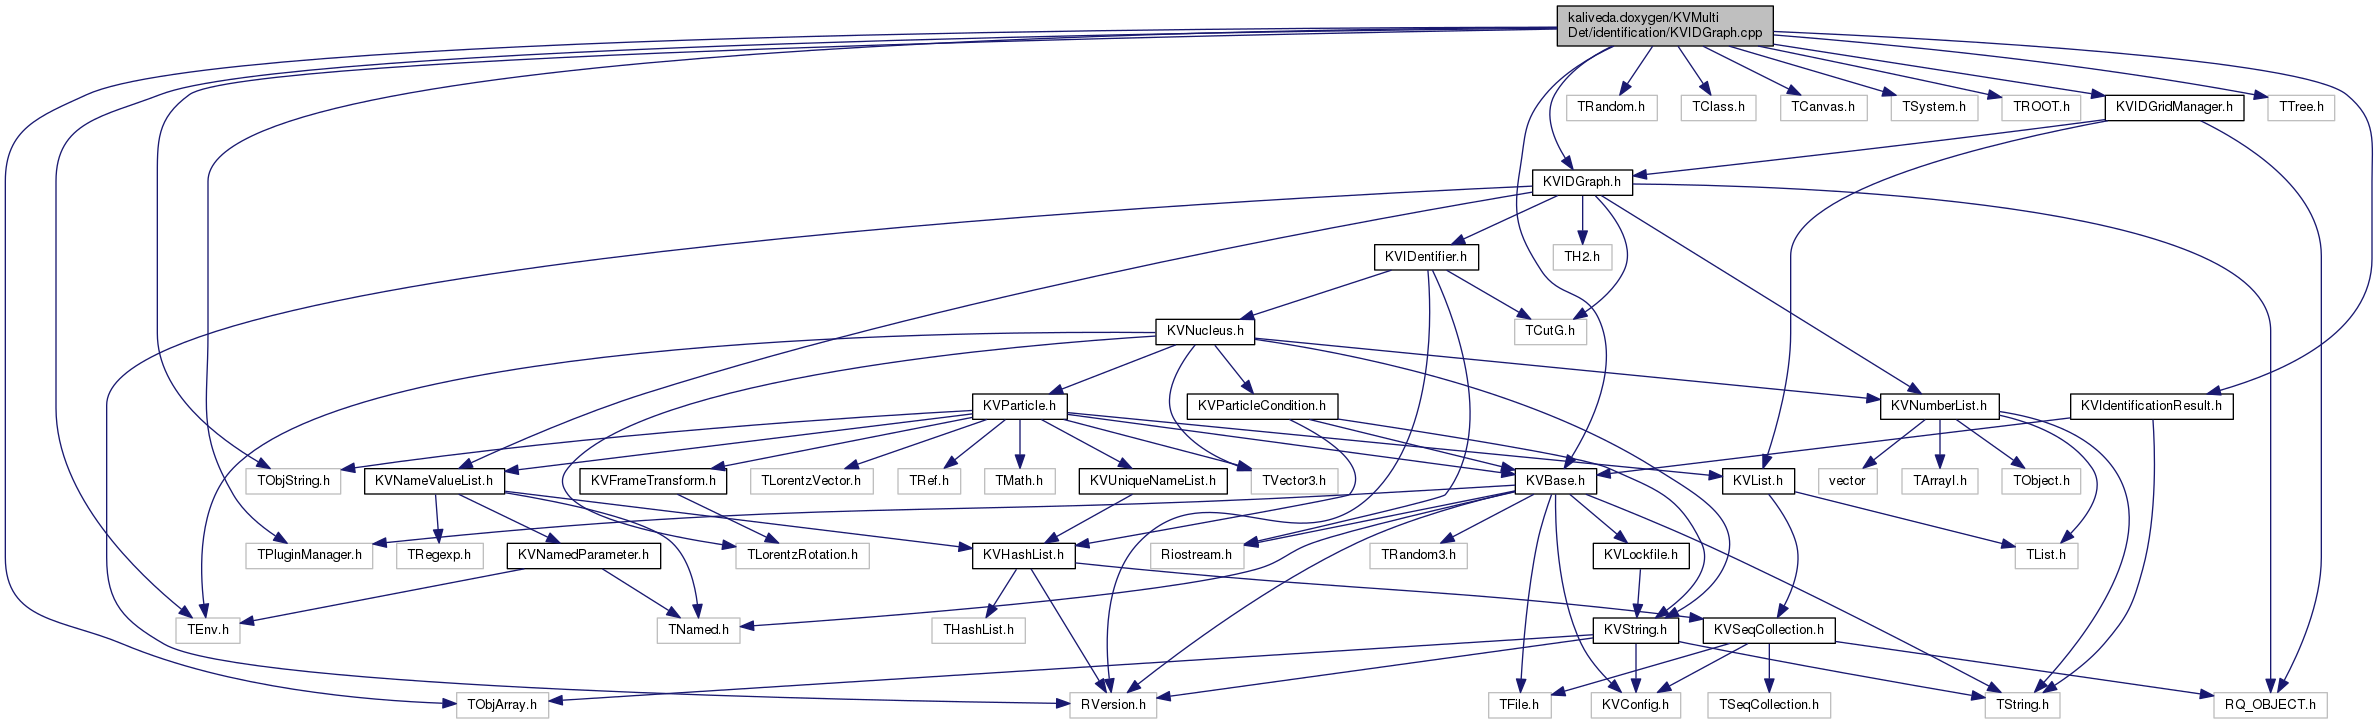 kaliveda.doxygen/KVMulti
Det/identification/KVIDGraph.cpp
TRandom.h
TClass.h
TCanvas.h
TSystem.h
TROOT.h
KVIDGridManager.h
TTree.h
KVIDGraph.h
KVIDentifier.h
TH2.h
KVNucleus.h
TCutG.h
KVParticle.h
KVParticleCondition.h
KVNumberList.h
KVIdentificationResult.h
TObjString.h
KVNameValueList.h
KVFrameTransform.h
TLorentzVector.h
TRef.h
TMath.h
KVUniqueNameList.h
TVector3.h
KVBase.h
KVList.h
vector
TArrayI.h
TObject.h
TPluginManager.h
TRegexp.h
KVNamedParameter.h
TLorentzRotation.h
KVHashList.h
Riostream.h
TRandom3.h
KVLockfile.h
TList.h
TEnv.h
TNamed.h
THashList.h
KVString.h
KVSeqCollection.h
TObjArray.h
RVersion.h
TFile.h
KVConfig.h
TSeqCollection.h
TString.h
RQ_OBJECT.h